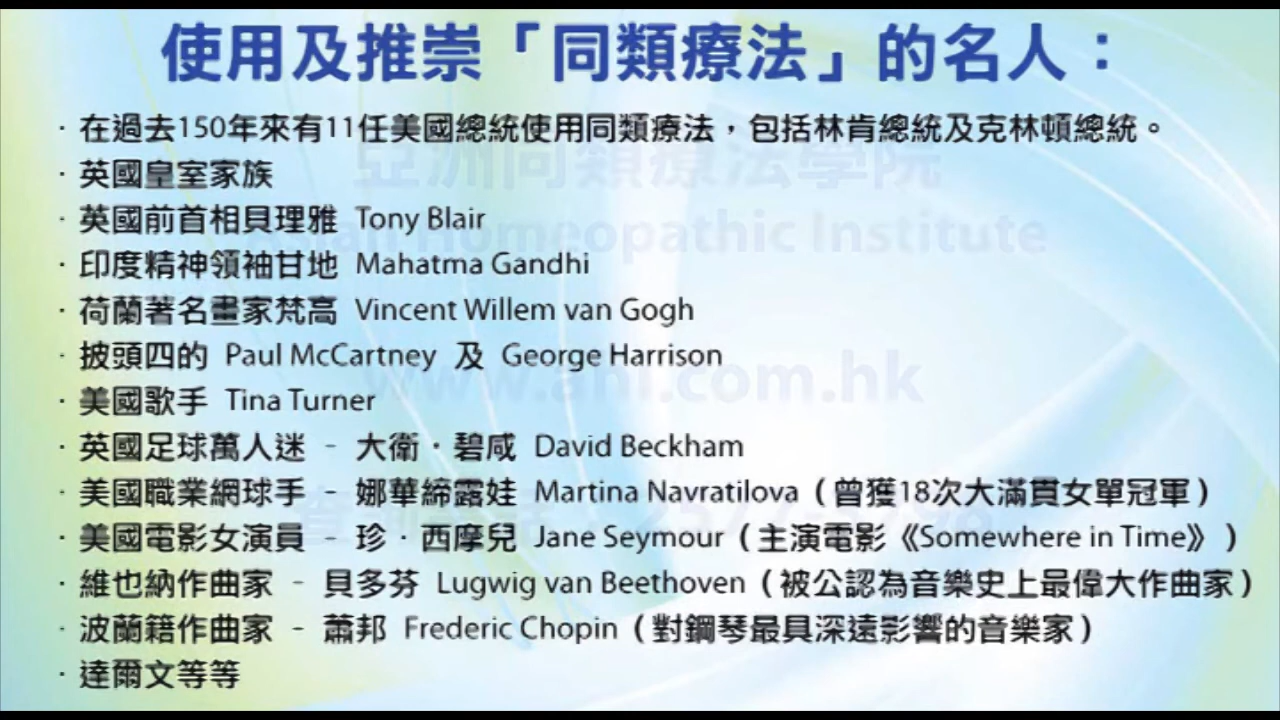 使用及推崇「同類療法」的名人：
· 在過去150年來有11任美國總統使用同類療法，包括林肯總統及克林頓總統。
亞洲同類療法學院
· 英國皇室家族
· 英國前首相貝理雅 Tony Blair
Asian Homeopathic Institute
· 印度精神領袖甘地 Mahatma Gandhi
· 荷蘭著名畫家梵高 Vincent Willem van Gogh
· 披頭四的 Paul McCartney 及 George Harrison
www.ahi.com.hk
· 美國歌手 Tina Turner
· 英國足球萬人迷 - 大衛·碧咸 David Beckham
· 美國職業網球手 - 娜華締露娃 Martina Navratilova（曾獲18次大滿貫女單冠軍）
· 美國電影女演員 - 珍·西摩兒 Jane Seymour（主演電影《Somewhere in Time》）
· 維也納作曲家 - 貝多芬 Lugwig van Beethoven（被公認為音樂史上最偉大作曲家）
· 波蘭籍作曲家 - 蕭邦 Frederic Chopin（對鋼琴最具深遠影響的音樂家）
· 達爾文等等